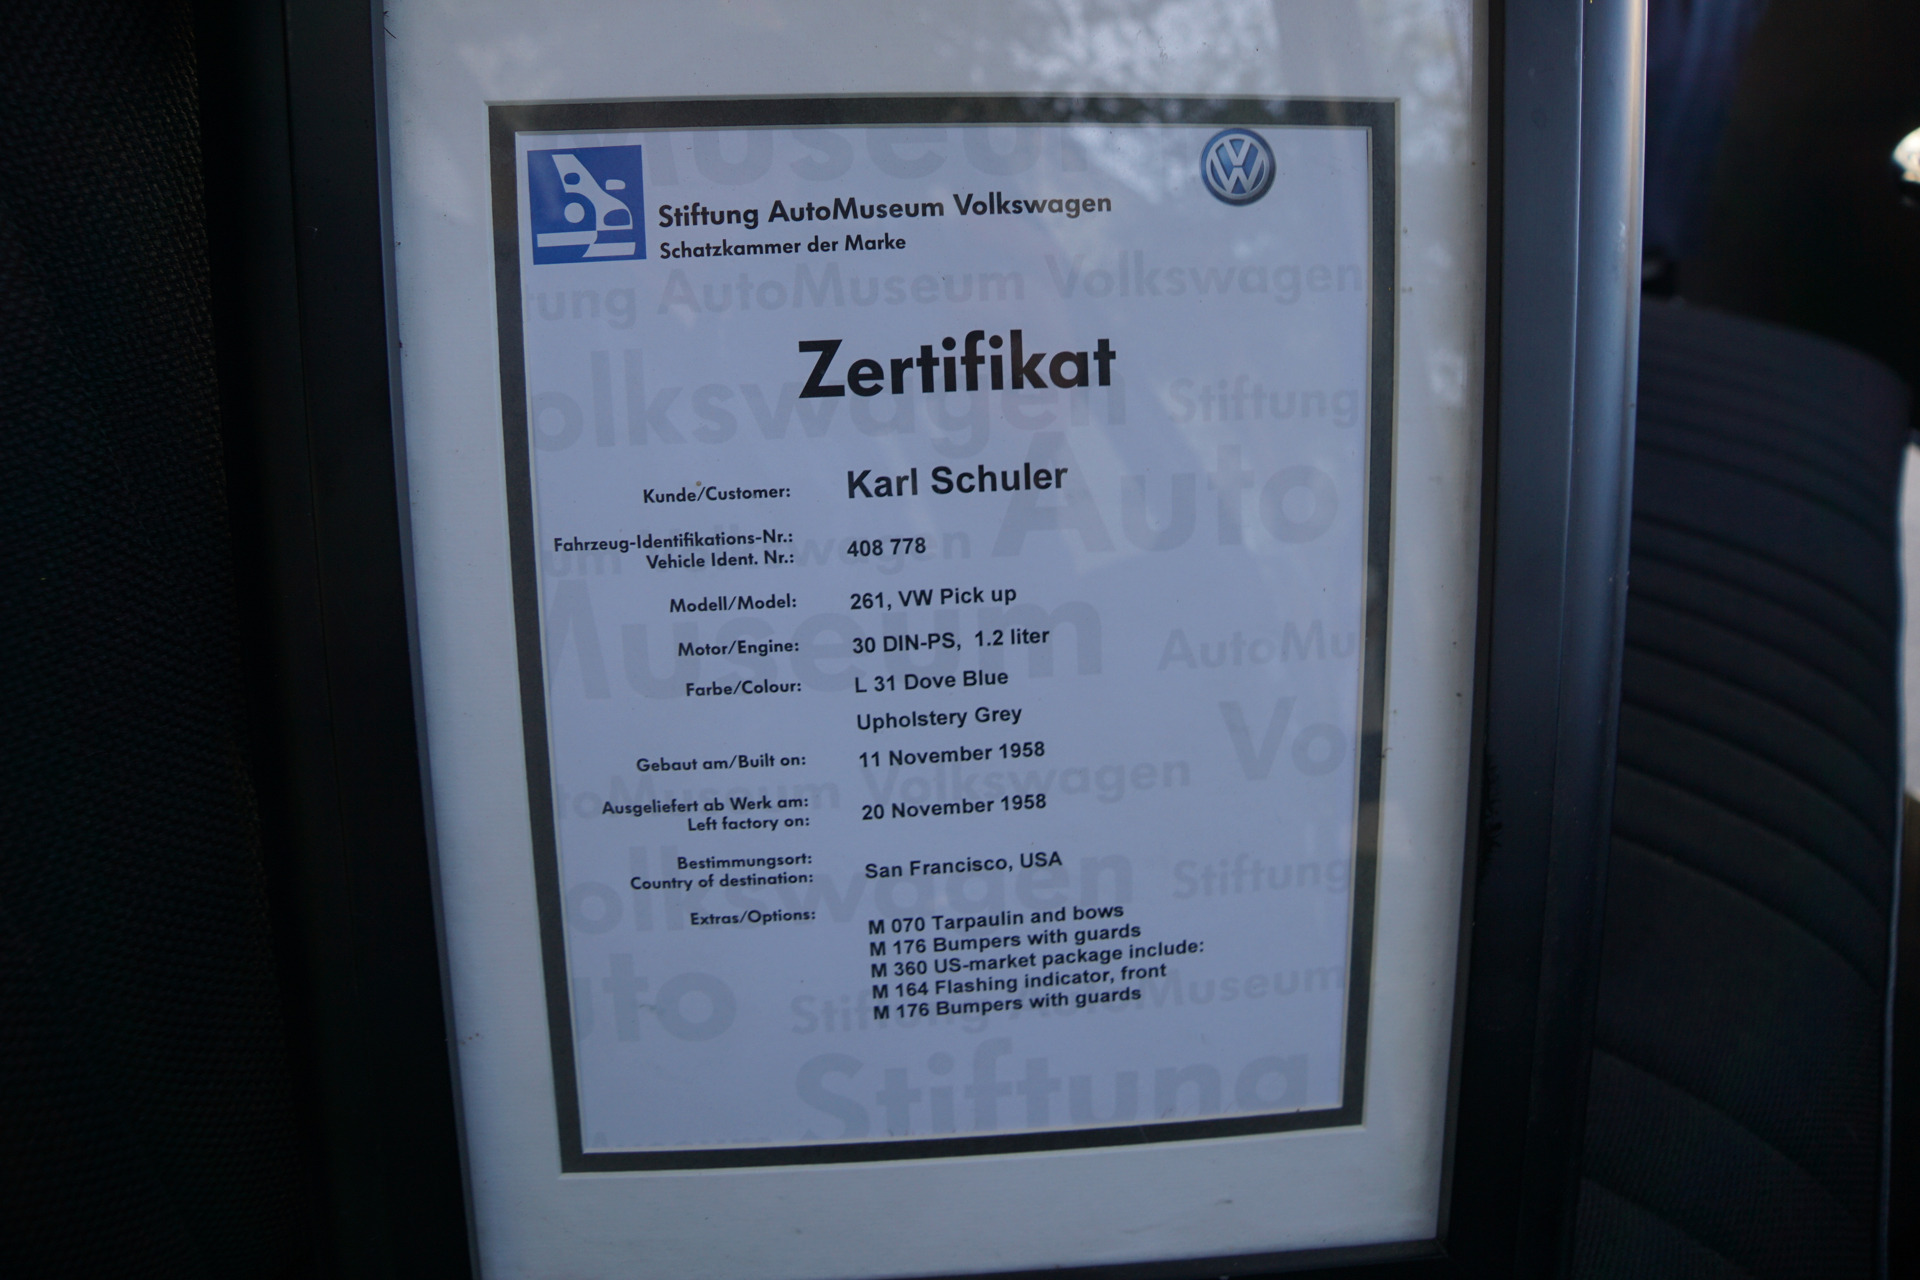 Stiftung AutoMuseum Volkswagen
Schatzkammer der Marke
Zertifikat
Kunde/Customer: Karl Schuler
Fahrzeug-Identifikations-Nr.:
Vehicle Ident. Nr.: 408 778
Modell/Model: 261, VW Pick up
Motor/Engine: 30 DIN-PS, 1.2 liter
Farbe/Colour: L 31 Dove Blue
Upholstery Grey
Gebaut am/Built on: 11 November 1958
Ausgeliefert ab Werk am:
Left factory on: 20 November 1958
Bestimmungsort:
Country of destination: San Francisco, USA
Extras/Options: M 070 Tarpaulin and bows
M 176 Bumpers with guards
M 360 US-market package include:
M 164 Flashing indicator, front
M 176 Bumpers with guards